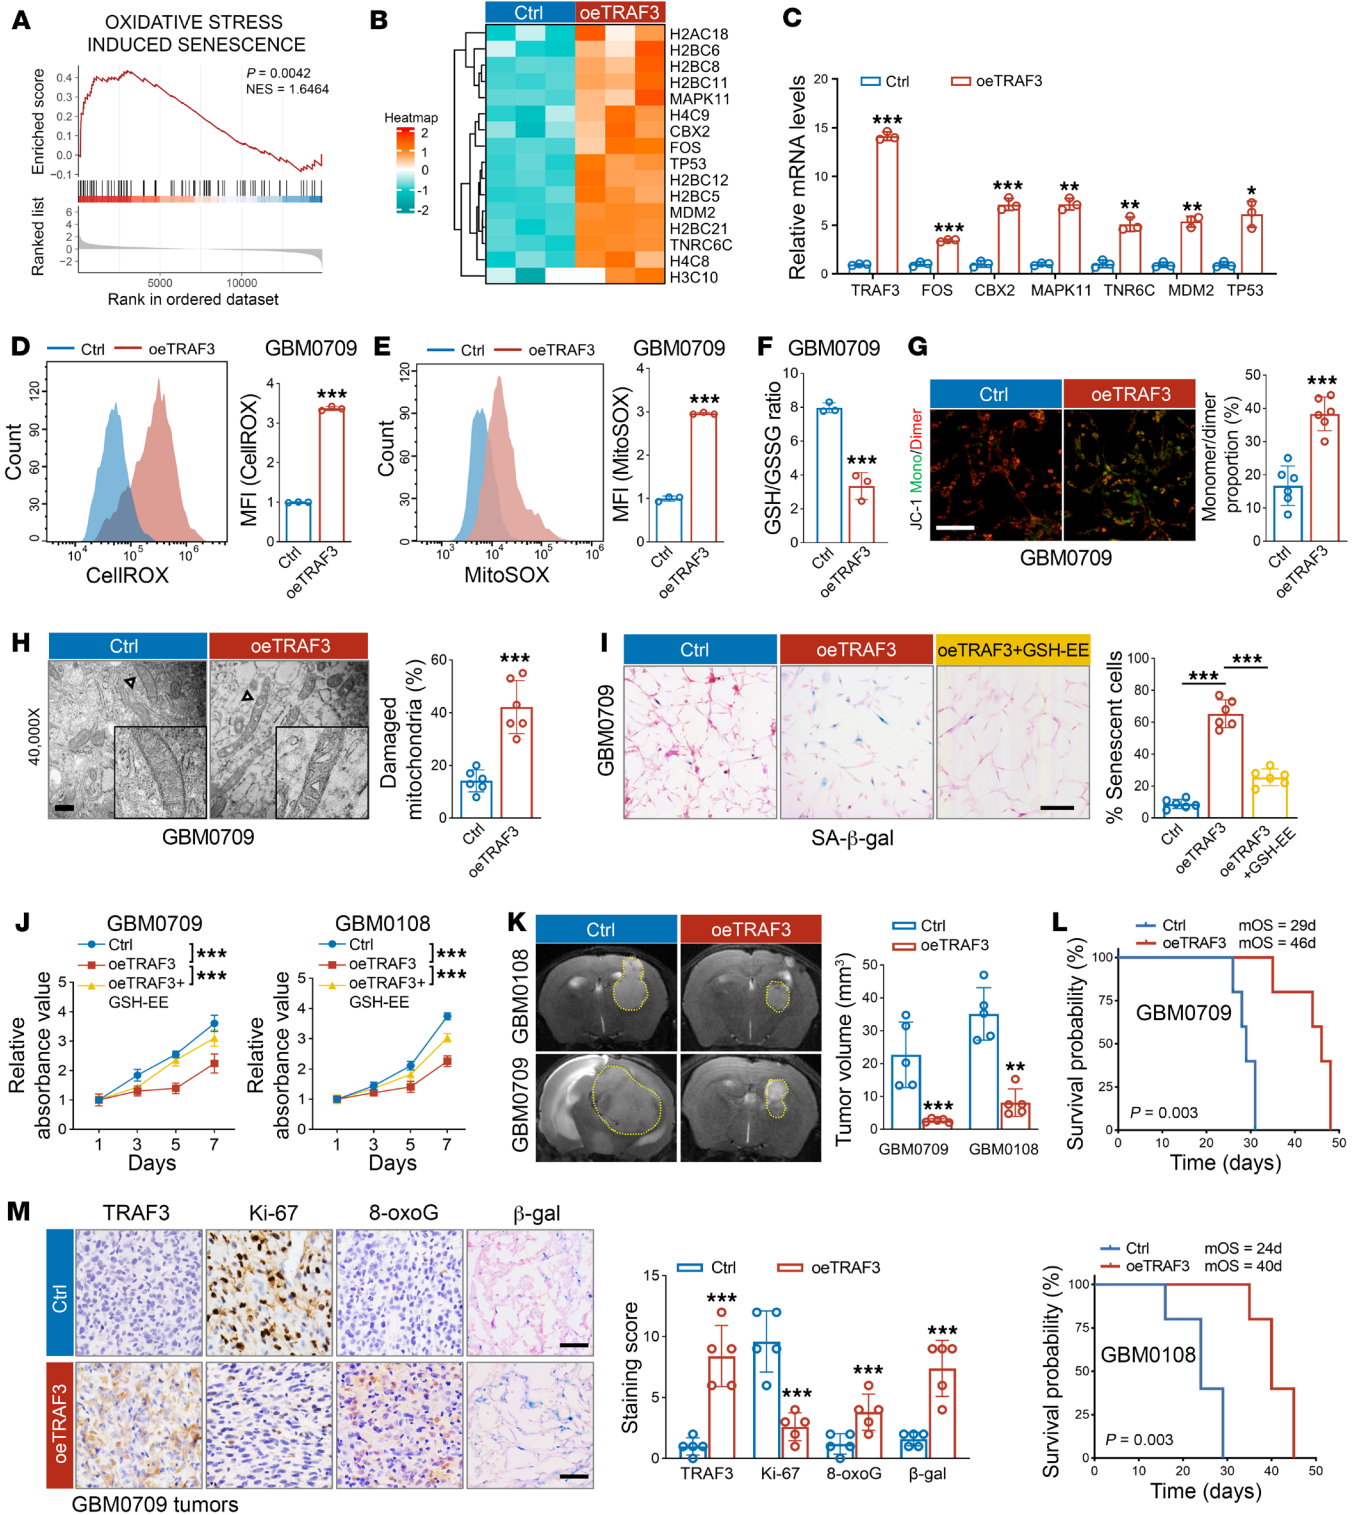 A
OXIDATIVE STRESS
INDUCED SENESCENCE
P = 0.0042
NES = 1.6464
Enriched score
0.4
0.3
0.2
0.1
0.0
−0.1
Ranked list
6
4
2
0
−2
5000 10000
Rank in ordered dataset
B
Ctrl oeTRAF3
Heatmap
2
1
0
-1
-2
H2AC18
H2BC6
H2BC8
H2BC11
MAPK11
H4C9
CBX2
FOS
TP53
H2BC12
H2BC5
MDM2
H2BC21
TNRC6C
H4C8
H3C10
C
Ctrl oeTRAF3
Relative mRNA levels
20
15
10
5
0
*** *** *** ** ** ** *
TRAF3 FOS CBX2 MAPK11 TNR6C MDM2 TP53
D
Ctrl oeTRAF3
GBM0709
Count
120
90
60
30
0
10^4 10^5 10^6
CellROX
MFI (CellROX)
4
3
2
1
0
***
Ctrl
oeTRAF3
E
Ctrl oeTRAF3
GBM0709
Count
120
90
60
30
0
10^3 10^4 10^5 10^6
MitoSOX
MFI (MitoSOX)
4
3
2
1
0
***
Ctrl
oeTRAF3
F
GBM0709
GSH/GSSG ratio
10
8
6
4
2
0
***
Ctrl
oeTRAF3
G
Ctrl oeTRAF3
JC-1 Mono/Dimer
GBM0709
Monomer/dimer
proportion (%)
50
40
30
20
10
0
***
Ctrl
oeTRAF3
H
Ctrl oeTRAF3
40,000X
GBM0709
Damaged
mitochondria (%)
60
40
20
0
***
Ctrl
oeTRAF3
I
Ctrl oeTRAF3 oeTRAF3+GSH-EE
GBM0709
SA-β-gal
% Senescent cells
100
80
60
40
20
0
*** ***
Ctrl
oeTRAF3
oeTRAF3
+GSH-EE
J
GBM0709
Ctrl
oeTRAF3
oeTRAF3+
GSH-EE
***
***
Relative
absorbance value
5
4
3
2
1
0
1 3 5 7
Days
GBM0108
Ctrl
oeTRAF3
oeTRAF3+
GSH-EE
***
***
Relative
absorbance value
5
4
3
2
1
0
1 3 5 7
Days
K
Ctrl oeTRAF3
GBM0108
GBM0709
Ctrl
oeTRAF3
Tumor volume (mm³)
50
40
30
20
10
0
*** **
GBM0709 GBM0108
L
Ctrl mOS = 29d
oeTRAF3 mOS = 46d
Survival probability (%)
100
75
50
25
0
GBM0709
P = 0.003
0 10 20 30 40 50
Time (days)
Ctrl mOS = 24d
oeTRAF3 mOS = 40d
Survival probability (%)
100
75
50
25
0
GBM0108
P = 0.003
0 10 20 30 40 50
Time (days)
M
TRAF3 Ki-67 8-oxoG β-gal
Ctrl
oeTRAF3
GBM0709 tumors
Ctrl oeTRAF3
Staining score
15
10
5
0
*** *** *** ***
TRAF3 Ki-67 8-oxoG β-gal